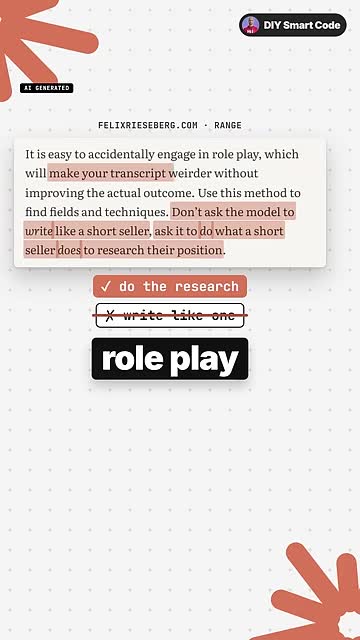 DIY Smart Code
AI GENERATED
FELIXRIESEBERG.COM · RANGE
It is easy to accidentally engage in role play, which
will make your transcript weirder without
improving the actual outcome. Use this method to
find fields and techniques. Don't ask the model to
write like a short seller, ask it to do what a short
seller does to research their position.
✓ do the research
✗ write like one
role play